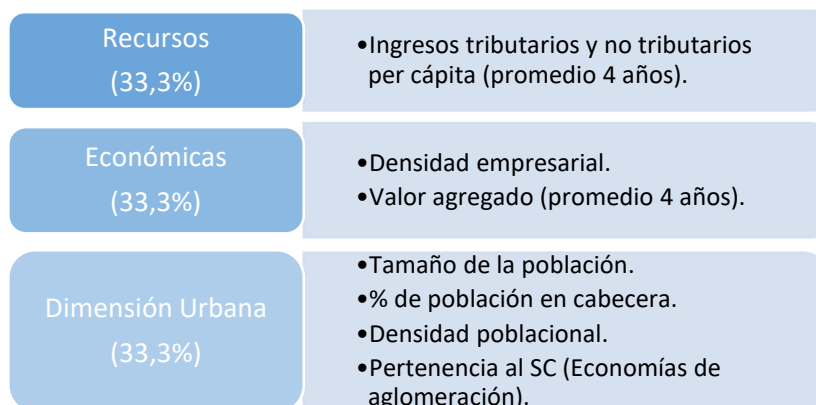 Recursos
(33,3%)
•Ingresos tributarios y no tributarios
per cápita (promedio 4 años).
Económicas
(33,3%)
•Densidad empresarial.
•Valor agregado (promedio 4 años).
Dimensión Urbana
(33,3%)
•Tamaño de la población.
•% de población en cabecera.
•Densidad poblacional.
•Pertenencia al SC (Economías de
aglomeración).